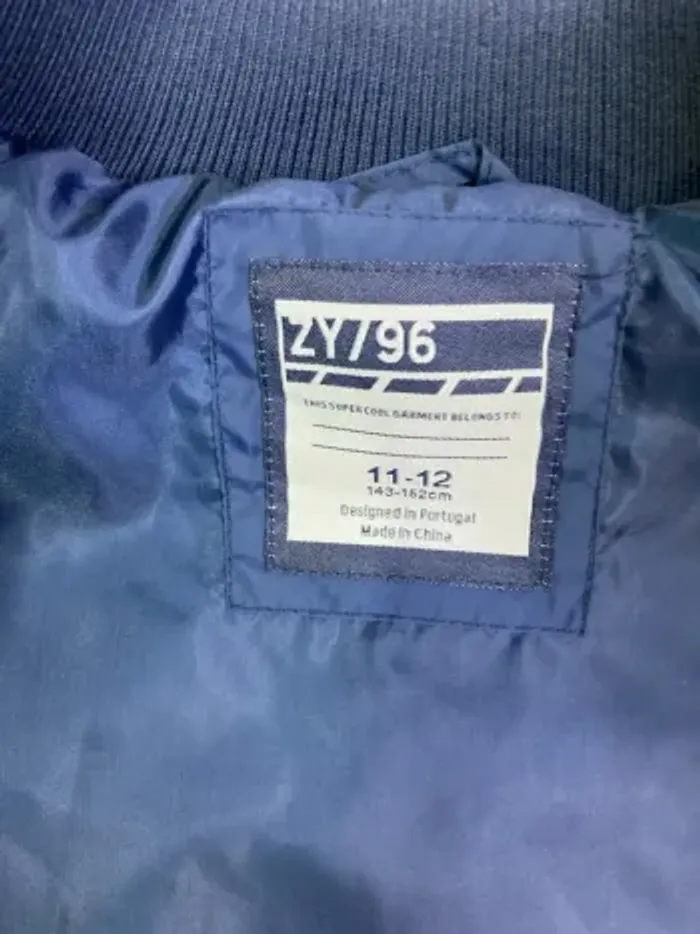 ZY/96
THIS SUPER COOL GARMENT BELONGS TO:
11-12
143-152cm
Designed in Portugal
Made in China